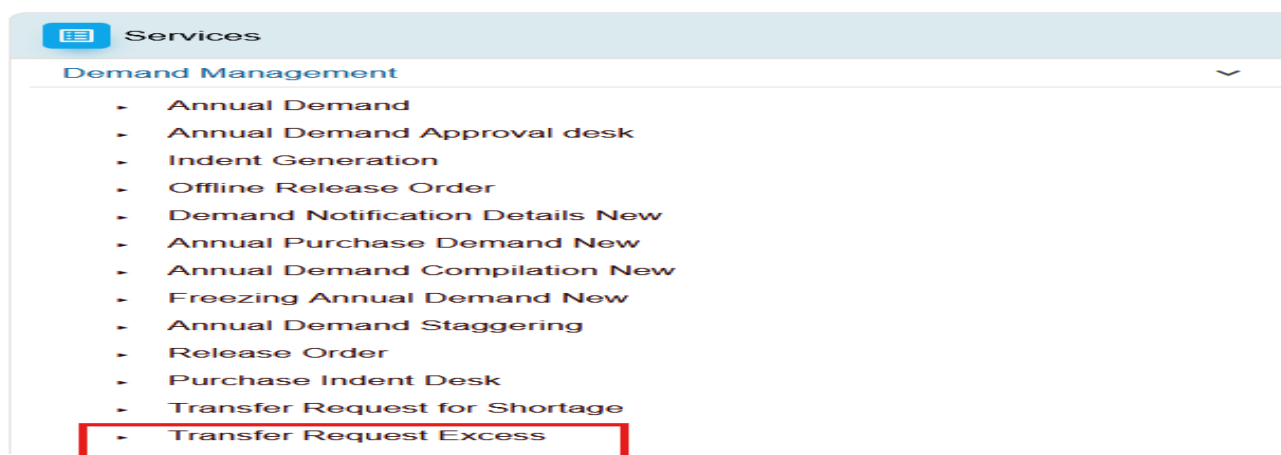 Services
Demand Management
Annual Demand
Annual Demand Approval desk
Indent Generation
Offline Release Order
Demand Notification Details New
Annual Purchase Demand New
Annual Demand Compilation New
Freezing Annual Demand New
Annual Demand Staggering
Release Order
Purchase Indent Desk
Transfer Request for Shortage
Transfer Request Excess